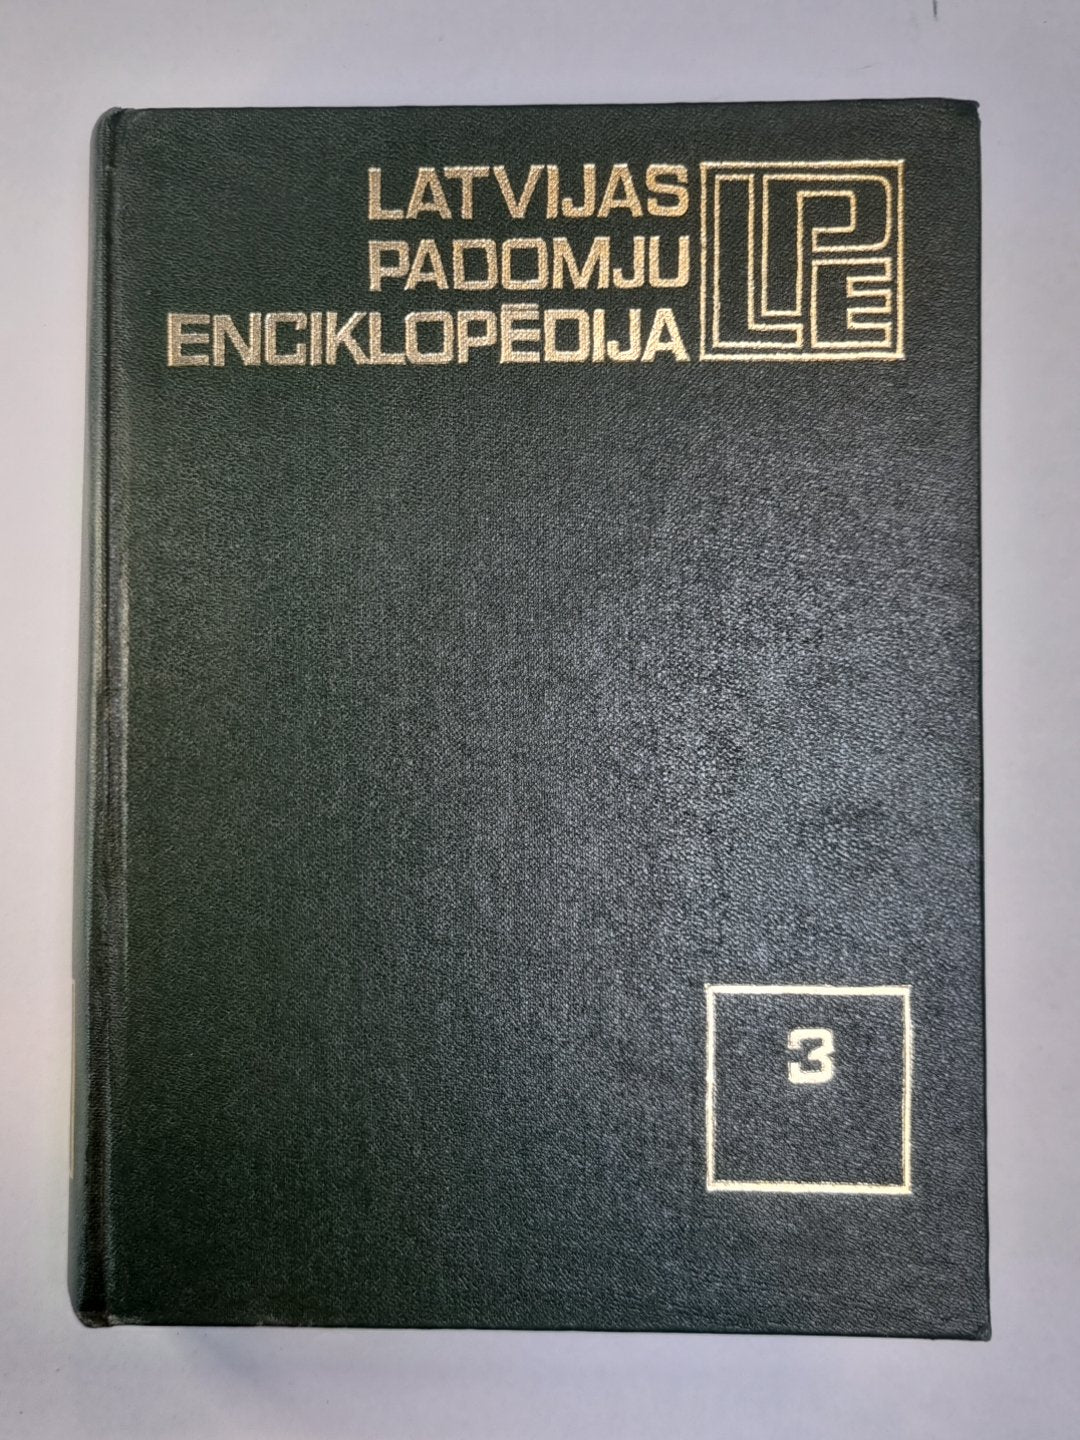 LATVIJAS
PADOMJU
ENCIKLOPĒDIJA
LPE
3